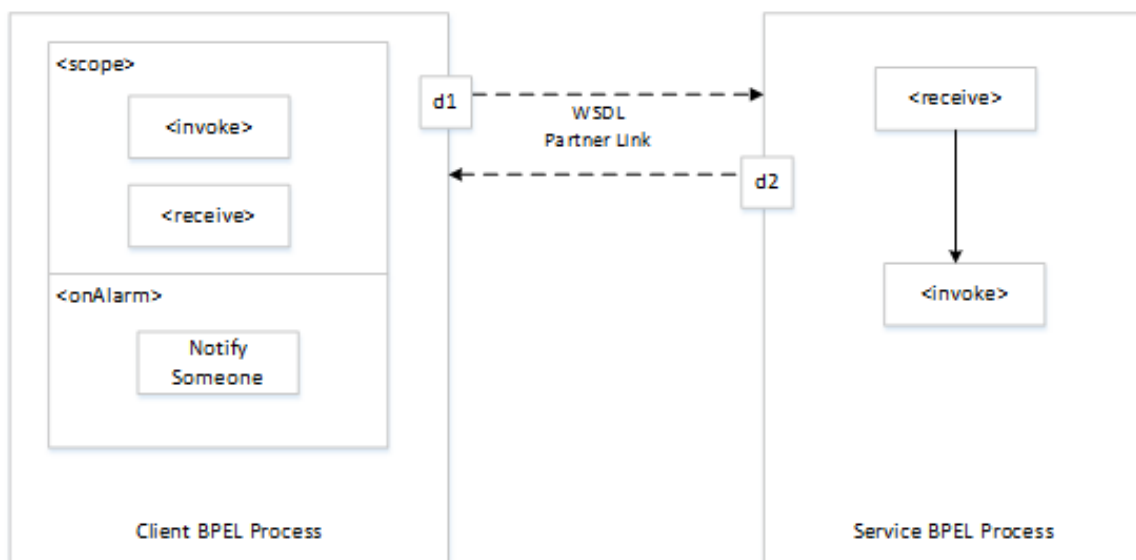 <scope>
<invoke>
<receive>
<onAlarm>
Notify
Someone
Client BPEL Process
d1
WSDL
Partner Link
d2
<receive>
<invoke>
Service BPEL Process